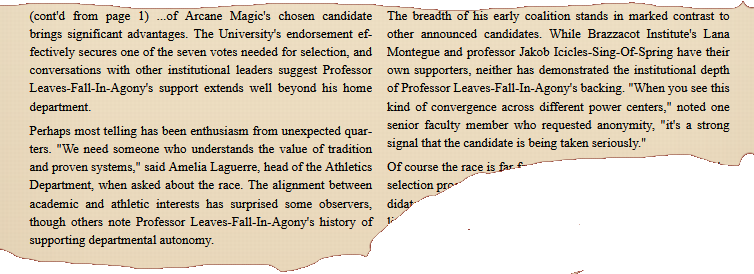 (cont'd from page 1) ...of Arcane Magic's chosen candidate
brings significant advantages. The University's endorsement ef-
fectively secures one of the seven votes needed for selection, and
conversations with other institutional leaders suggest Professor
Leaves-Fall-In-Agony's support extends well beyond his home
department.
Perhaps most telling has been enthusiasm from unexpected quar-
ters. "We need someone who understands the value of tradition
and proven systems," said Amelia Laguerre, head of the Athletics
Department, when asked about the race. The alignment between
academic and athletic interests has surprised some observers,
though others note Professor Leaves-Fall-In-Agony's history of
supporting departmental autonomy.
The breadth of his early coalition stands in marked contrast to
other announced candidates. While Brazzacot Institute's Lana
Montegue and professor Jakob Icicles-Sing-Of-Spring have their
own supporters, neither has demonstrated the institutional depth
of Professor Leaves-Fall-In-Agony's backing. "When you see this
kind of convergence across different power centers," noted one
senior faculty member who requested anonymity, "it's a strong
signal that the candidate is being taken seriously."
Of course the race is far
selection